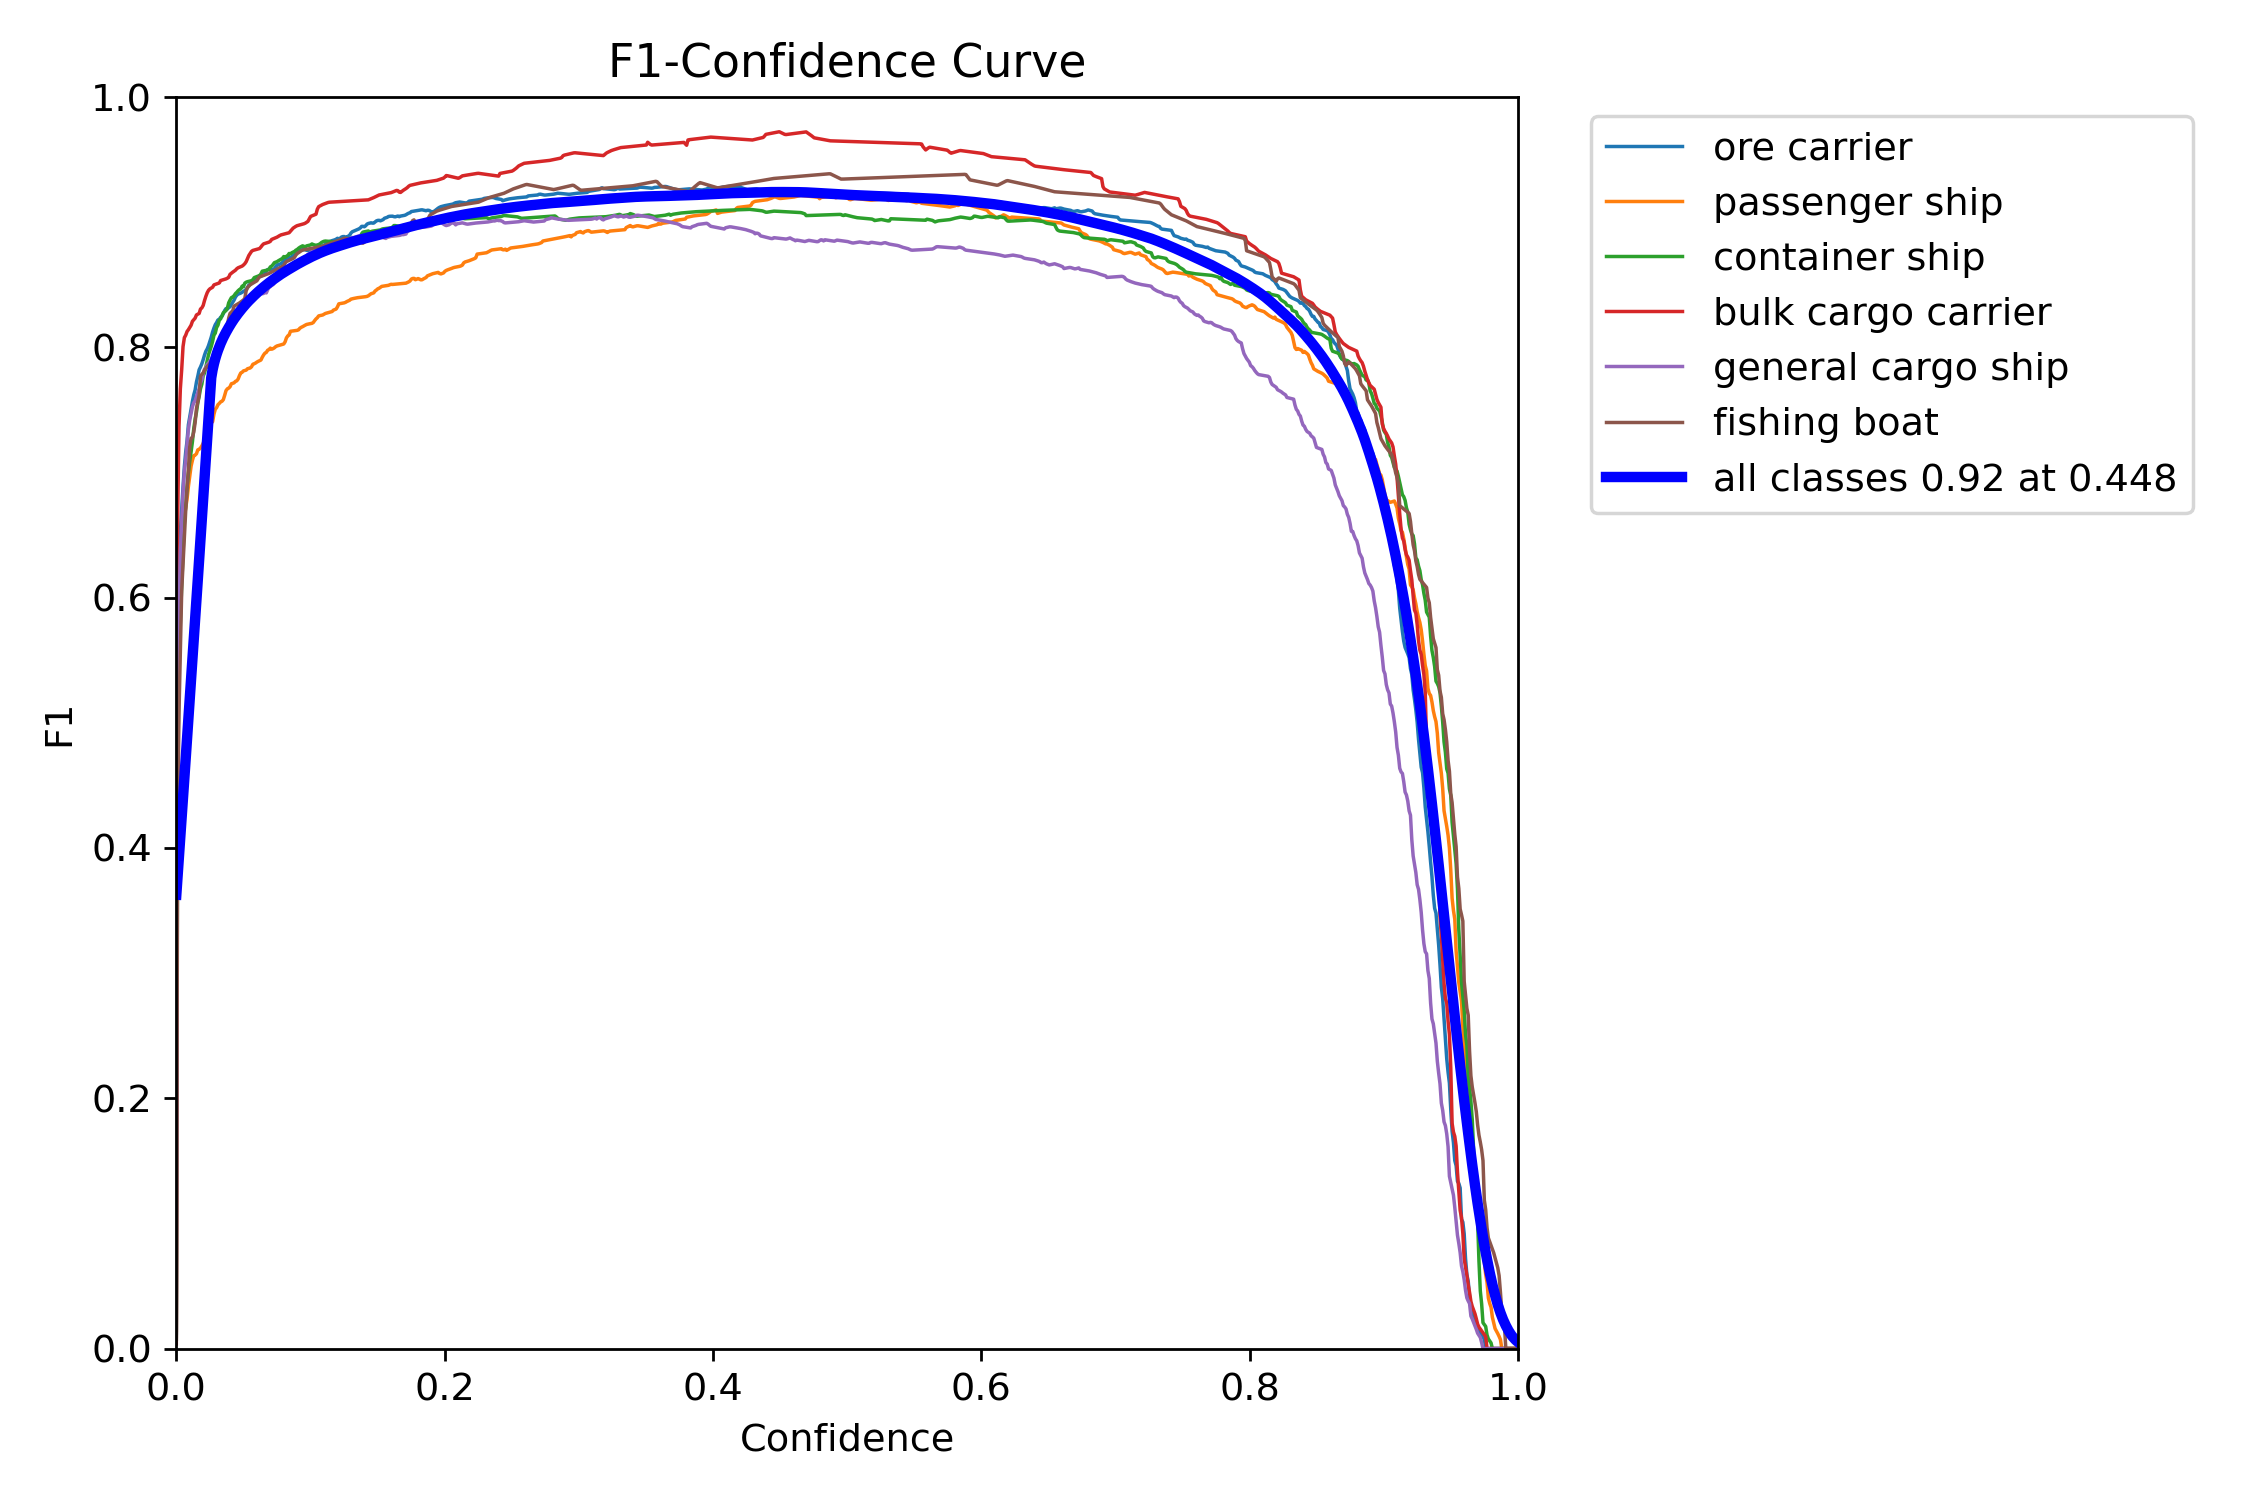 F1-Confidence Curve
1.0
0.8
0.6
0.4
0.2
0.0
F1
0.0 0.2 0.4 0.6 0.8 1.0
Confidence
ore carrier
passenger ship
container ship
bulk cargo carrier
general cargo ship
fishing boat
all classes 0.92 at 0.448